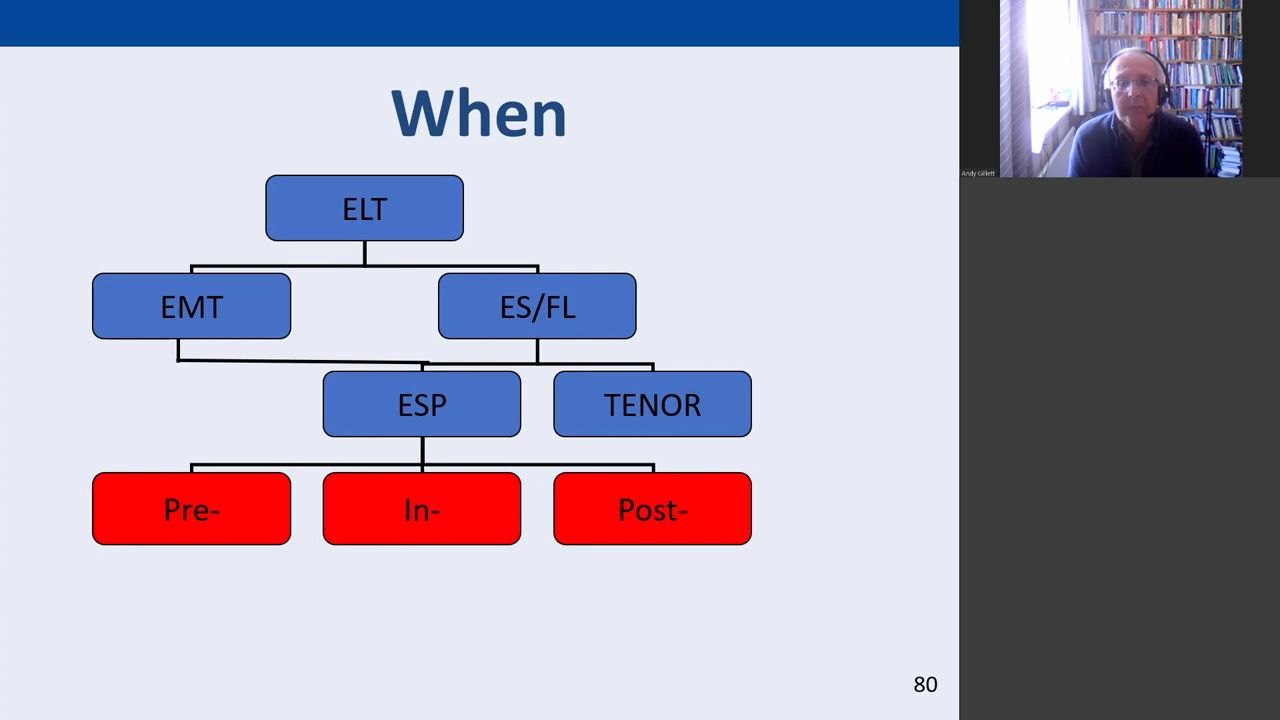 When
ELT
EMT
ES/FL
ESP
TENOR
Pre-
In-
Post-
80
Andy Gillett